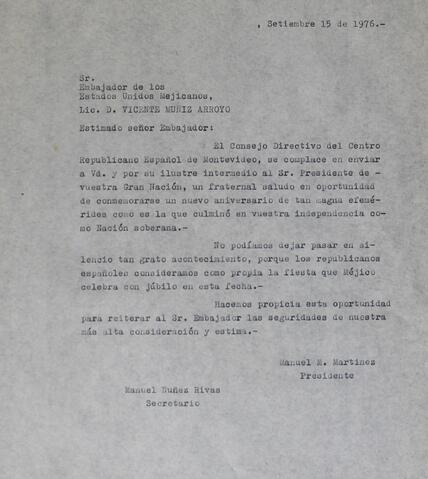 , Setiembre 15 de 1976.-
Sr.
Embajador de los
Estados Unidos Mejicanos,
Lic. D. VICENTE MUÑIZ ARROYO
Estimado señor Embajador:
El Consejo Directivo del Centro
Republicano Español de Montevideo, se complace en enviar
a Vd. y por su ilustre intermedio al Sr. Presidente de -
vuestra Gran Nación, un fraternal saludo en oportunidad
de conmemorarse un nuevo aniversario de tan magna efemé-
rides como es la que culminó en vuestra independencia co-
mo Nación soberana.-
No podíamos dejar pasar en si-
lencio tan grato acontecimiento, porque los republicanos
españoles consideramos como propia la fiesta que Méjico
celebra con júbilo en esta fecha.-
Hacemos propicia esta oportunidad
para reiterar al Sr. Embajador las seguridades de nuestra
más alta consideración y estima.-
Manuel M. Martinez
Presidente
Manuel Nuñez Rivas
Secretario